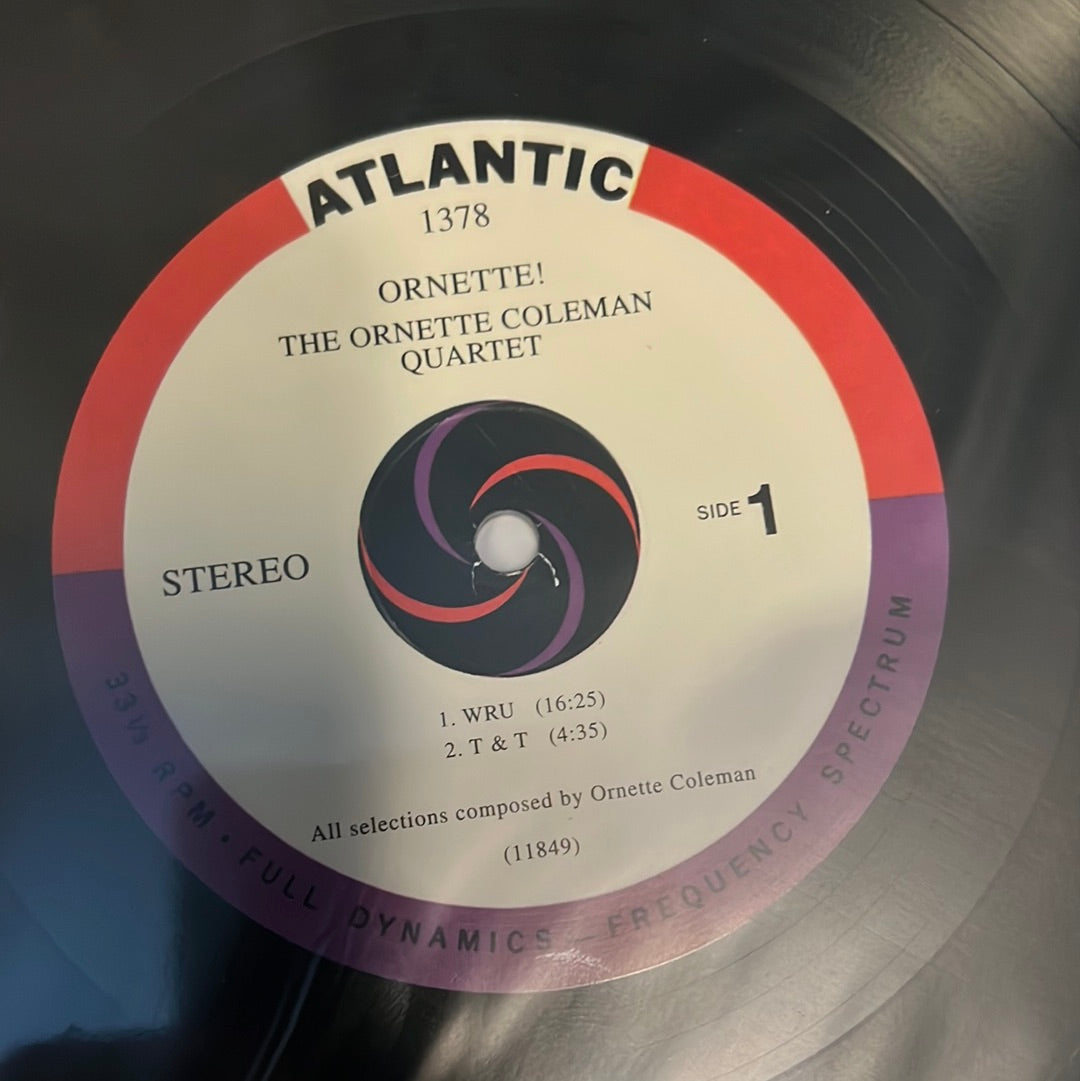 ATLANTIC
1378
ORNETTE!
THE ORNETTE COLEMAN
QUARTET
SIDE 1
STEREO
1. WRU (16:25)
2. T & T (4:35)
All selections composed by Ornette Coleman
(11849)
33⅓ RPM • FULL DYNAMICS FREQUENCY SPECTRUM